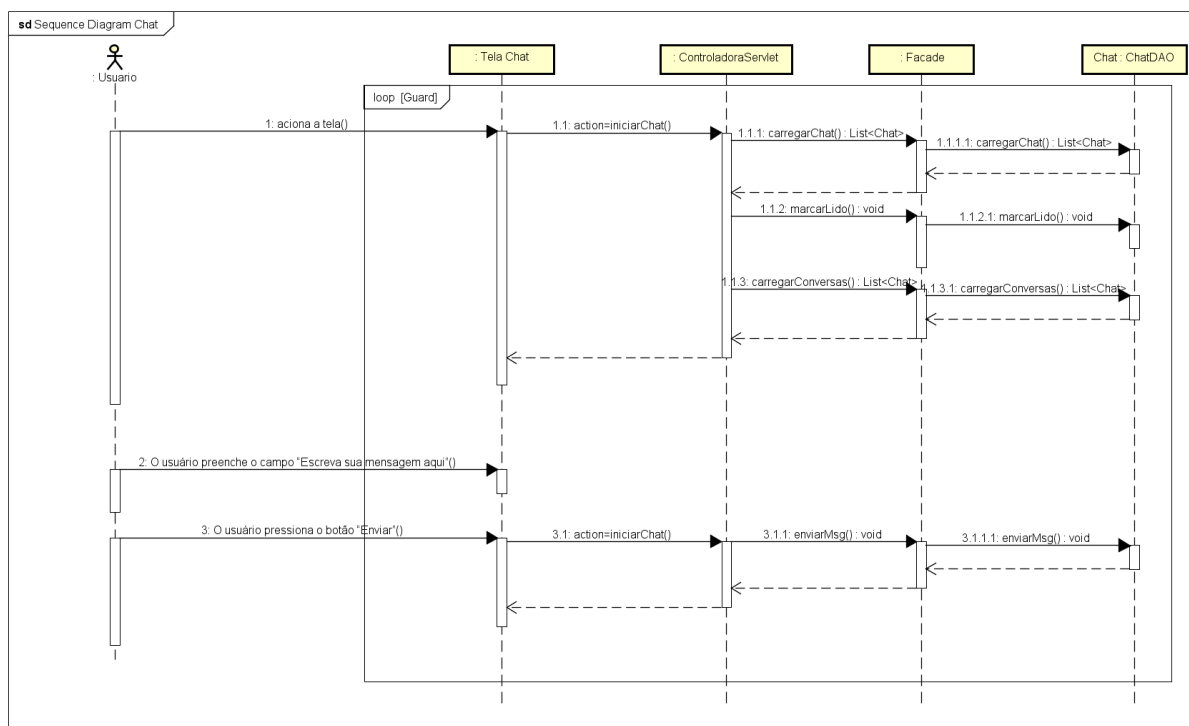 sd Sequence Diagram Chat
: Usuario
: Tela Chat
: ControladoraServlet
: Facade
Chat : ChatDAO
loop [Guard]
1: aciona a tela()
1.1: action=iniciarChat()
1.1.1: carregarChat() : List<Chat>
1.1.1.1: carregarChat() : List<Chat>
1.1.2: marcarLido() : void
1.1.2.1: marcarLido() : void
1.1.3: carregarConversas() : List<Chat>
1.1.3.1: carregarConversas() : List<Chat>
2: O usuário preenche o campo "Escreva sua mensagem aqui"()
3: O usuário pressiona o botão "Enviar"()
3.1: action=iniciarChat()
3.1.1: enviarMsg() : void
3.1.1.1: enviarMsg() : void